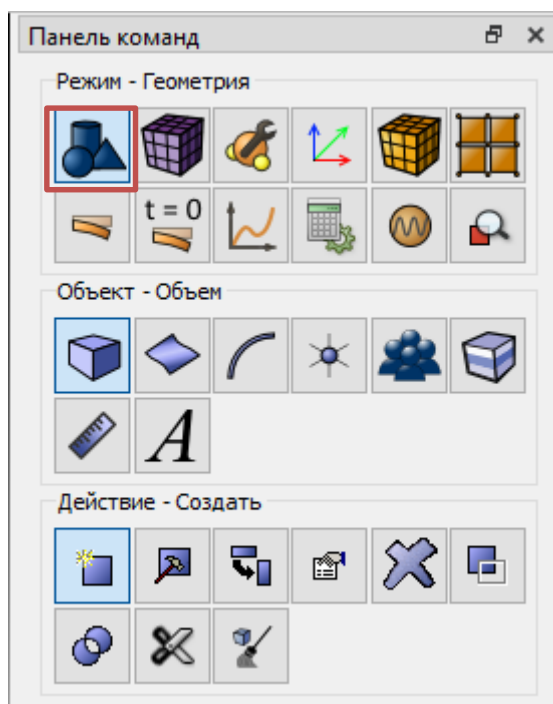 Панель команд
Режим - Геометрия
t = 0
Объект - Объем
A
Действие - Создать